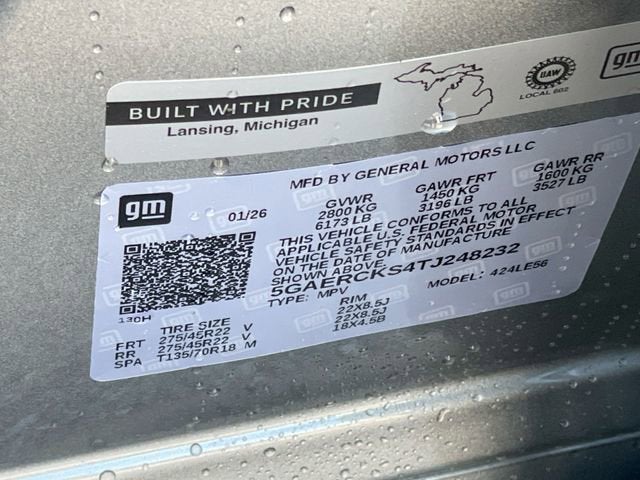 BUILT WITH PRIDE
Lansing, Michigan
UAW
LOCAL 602
gm
MFD BY GENERAL MOTORS LLC
gm
01/26
GVWR
2800 KG
6173 LB
GAWR FRT
1450 KG
3196 LB
GAWR RR
1600 KG
3527 LB
THIS VEHICLE CONFORMS TO ALL
APPLICABLE U.S. FEDERAL MOTOR
VEHICLE SAFETY STANDARDS IN EFFECT
ON THE DATE OF MANUFACTURE
SHOWN ABOVE.
5GAERCKS4TJ248232
TYPE: MPV
MODEL: 424LE56
130H
TIRE SIZE
RIM
FRT 275/45R22 V 22X8.5J
RR 275/45R22 V 22X8.5J
SPA T135/70R18 M 18X4.5B